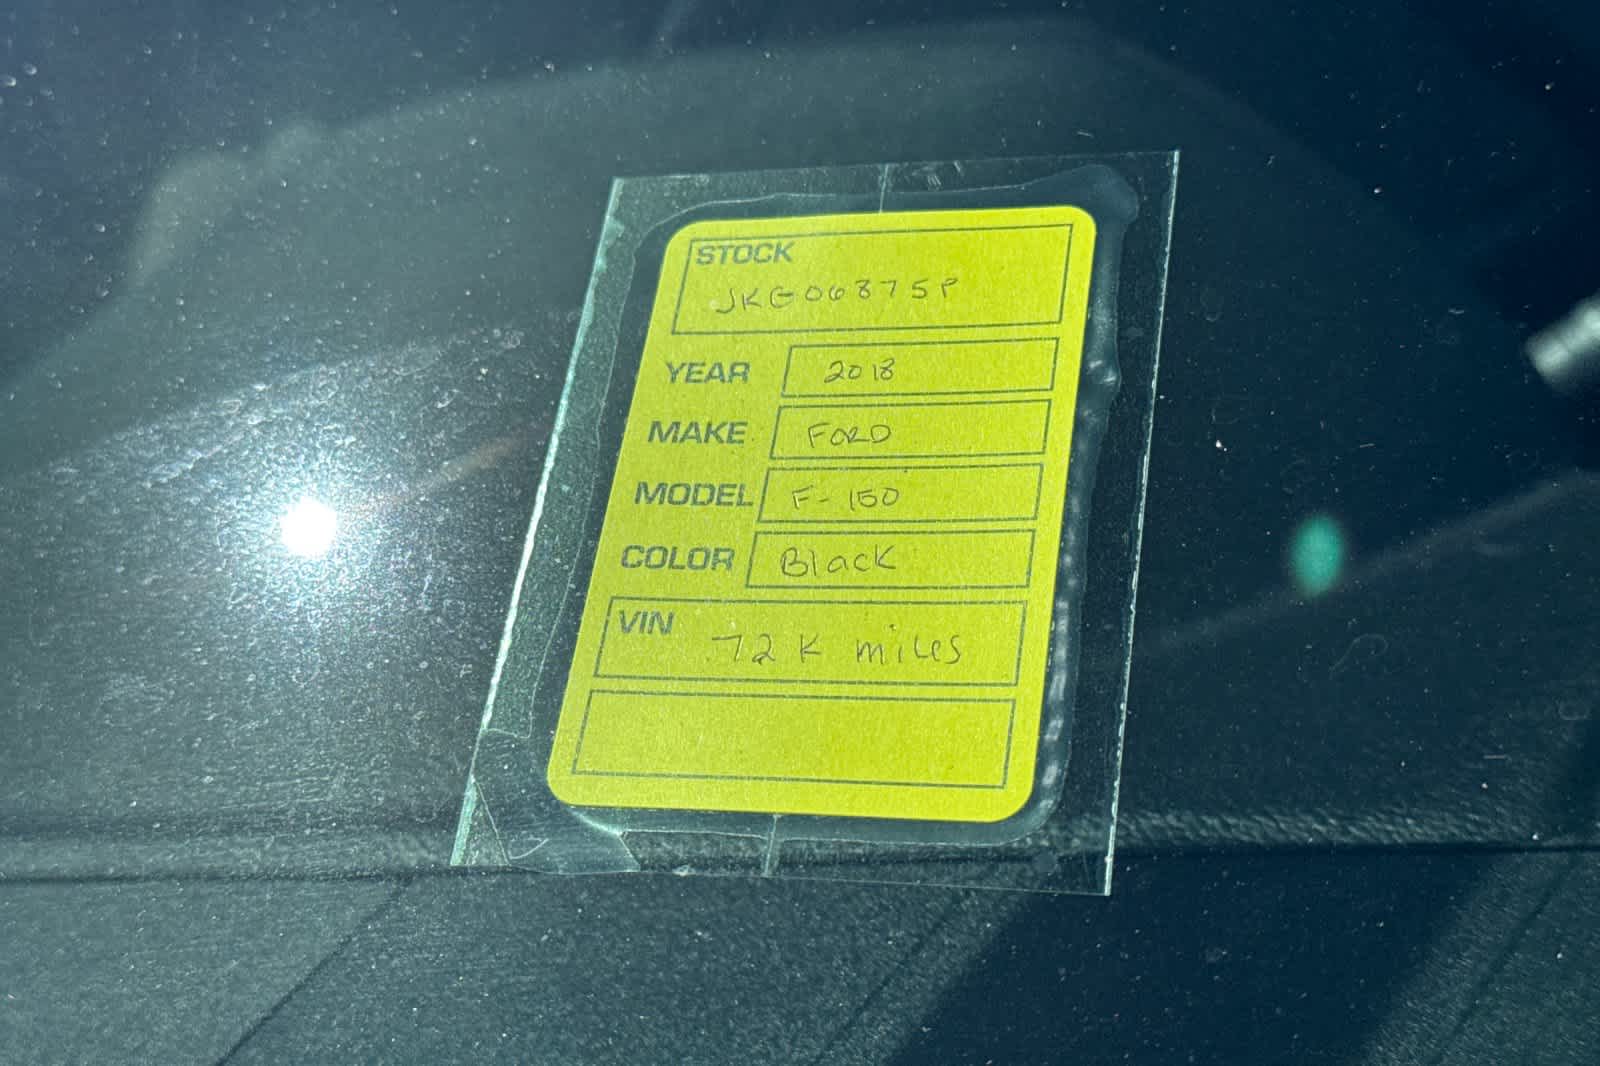 STOCK
JKG06875P
YEAR 2018
MAKE FORD
MODEL F-150
COLOR Black
VIN 72K miles